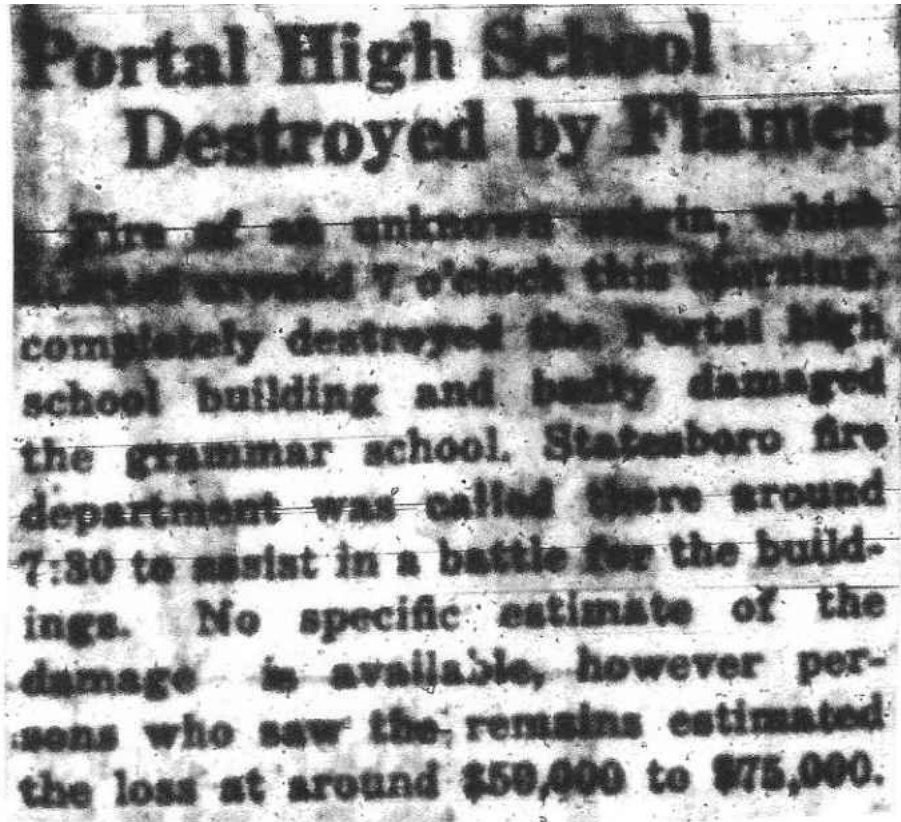 Portal High School
Destroyed by Flames
Fire of an unknown origin, which
around 7 o'clock this morning,
completely destroyed the Portal high
school building and badly damaged
the grammar school. Statesboro fire
department was called there around
7:30 to assist in a battle for the build-
ings. No specific estimate of the
damage is available, however per-
sons who saw the remains estimated
the loss at around $50,000 to $75,000.